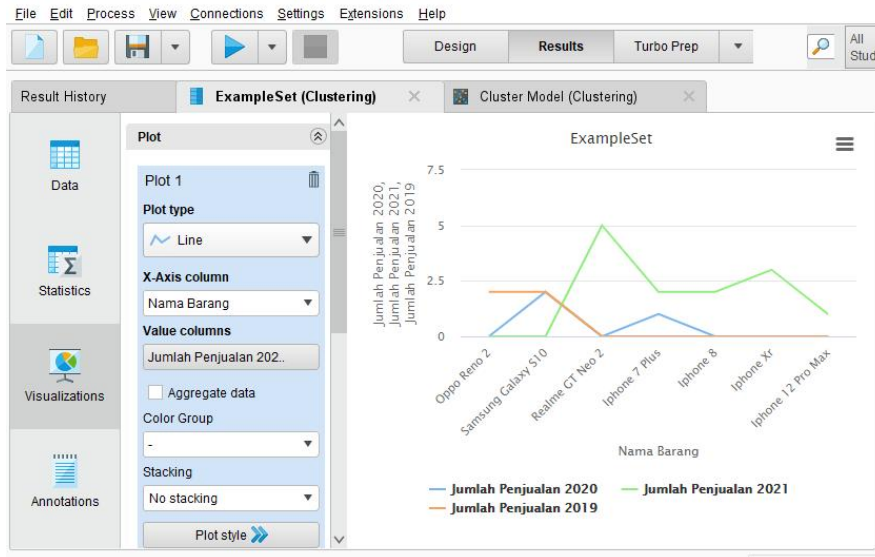 File Edit Process View Connections Settings Extensions Help
Design Results Turbo Prep All
Stud
Result History ExampleSet (Clustering) Cluster Model (Clustering)
Data
Statistics
Visualizations
Annotations
Plot
Plot 1
Plot type
Line
X-Axis column
Nama Barang
Value columns
Jumlah Penjualan 202..
Aggregate data
Color Group
-
Stacking
No stacking
Plot style
ExampleSet
Jumlah Penjualan 2020,
Jumlah Penjualan 2021,
Jumlah Penjualan 2019
7.5
5
2.5
0
Oppo Reno 2
Samsung Galaxy S10
Realme GT Neo 2
Iphone 7 Plus
Iphone 8
Iphone Xr
Iphone 12 Pro Max
Nama Barang
Jumlah Penjualan 2020 Jumlah Penjualan 2021
Jumlah Penjualan 2019